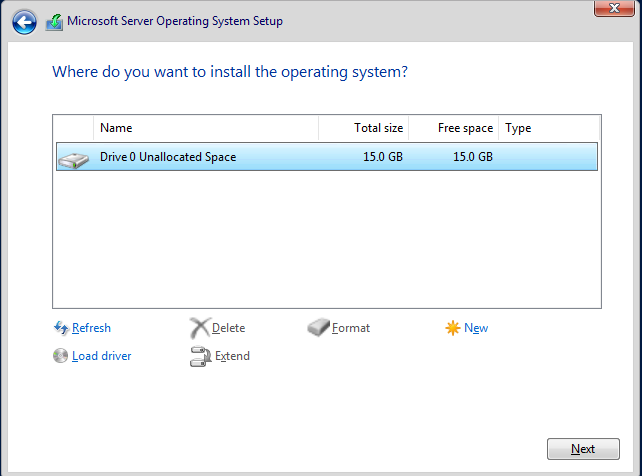 Microsoft Server Operating System Setup
Where do you want to install the operating system?
Name Total size Free space Type
Drive 0 Unallocated Space 15.0 GB 15.0 GB
Refresh Delete Format New
Load driver Extend
Next